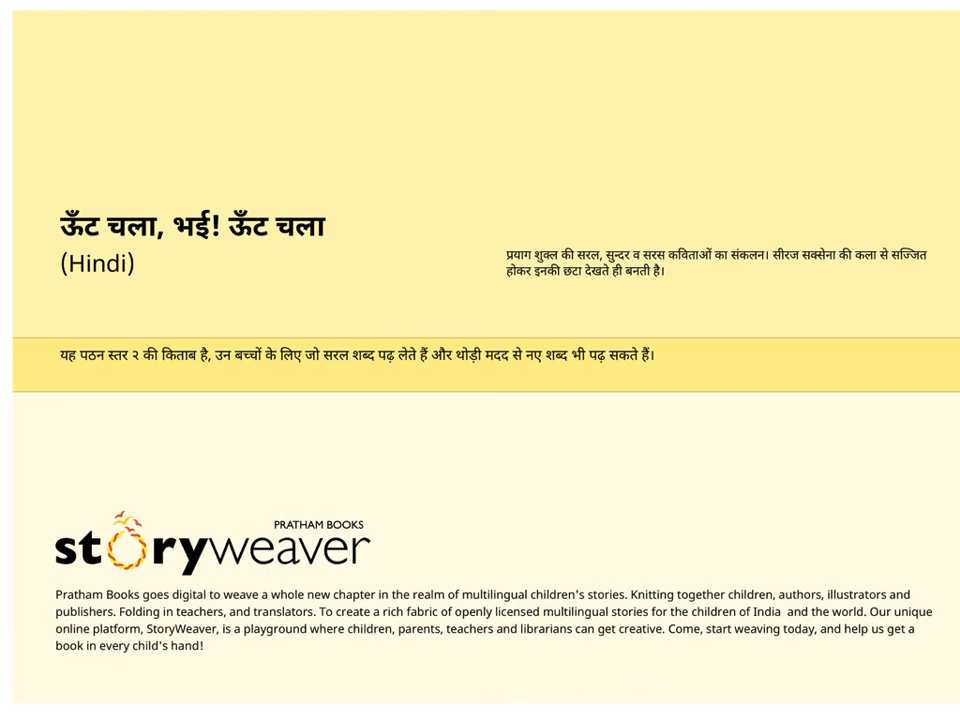 ऊँट चला, भई! ऊँट चला
(Hindi)
प्रयाग शुक्ल की सरल, सुन्दर व सरस कविताओं का संकलन। सीरज सक्सेना की कला से सज्जित
होकर इनकी छटा देखते ही बनती है।
यह पठन स्तर २ की किताब है, उन बच्चों के लिए जो सरल शब्द पढ़ लेते हैं और थोड़ी मदद से नए शब्द भी पढ़ सकते हैं।
PRATHAM BOOKS
storyweaver
Pratham Books goes digital to weave a whole new chapter in the realm of multilingual children's stories. Knitting together children, authors, illustrators and
publishers. Folding in teachers, and translators. To create a rich fabric of openly licensed multilingual stories for the children of India  and the world. Our unique
online platform, StoryWeaver, is a playground where children, parents, teachers and librarians can get creative. Come, start weaving today, and help us get a
book in every child's hand!